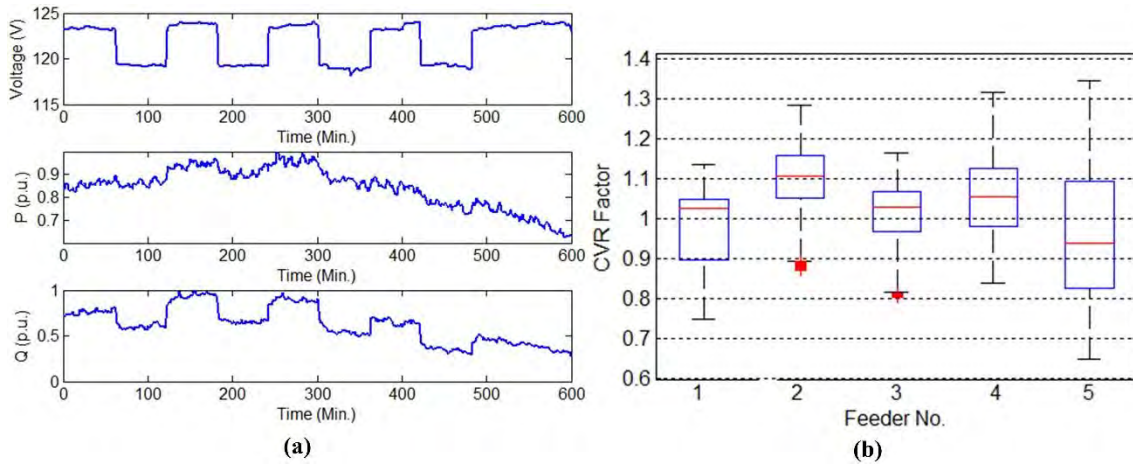 125
120
115
Voltage (V)
0 100 200 300 400 500 600
Time (Min.)
0.9
0.8
0.7
P (p.u.)
0 100 200 300 400 500 600
Time (Min.)
1
0.5
0
Q (p.u.)
0 100 200 300 400 500 600
Time (Min.)
(a)
1.4
1.3
1.2
1.1
1
0.9
0.8
0.7
0.6
CVR Factor
1 2 3 4 5
Feeder No.
(b)